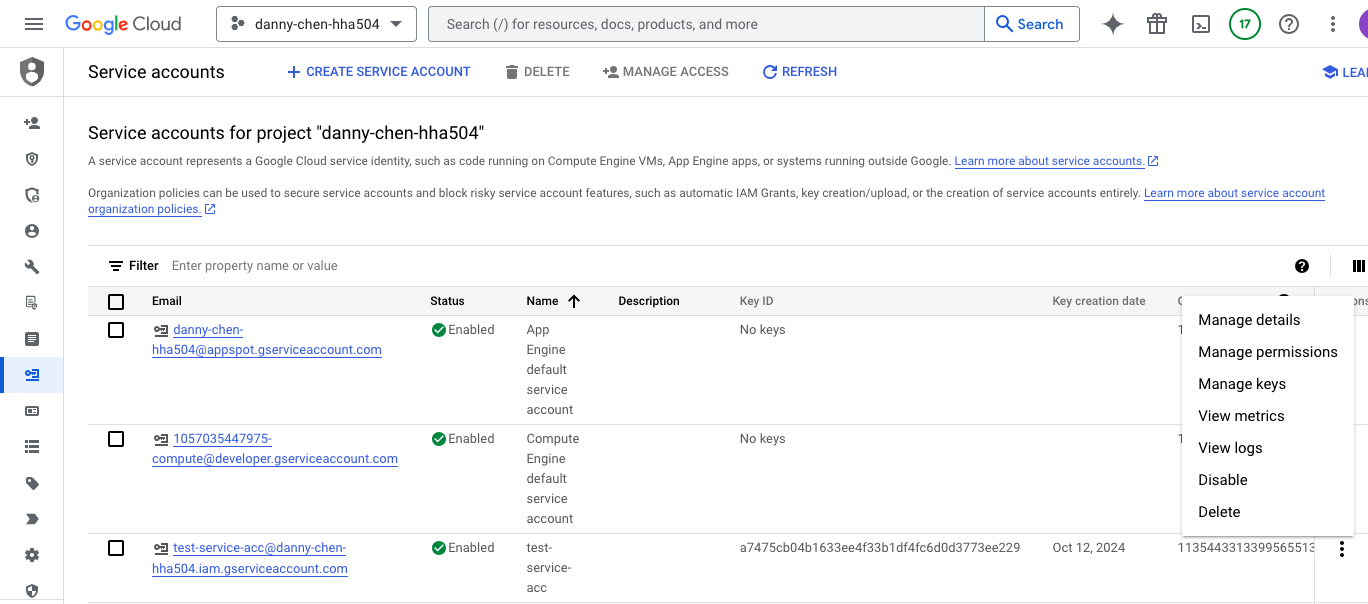 Google Cloud
danny-chen-hha504
Search (/) for resources, docs, products, and more
Search
17
Service accounts
CREATE SERVICE ACCOUNT
DELETE
MANAGE ACCESS
REFRESH
Service accounts for project "danny-chen-hha504"
A service account represents a Google Cloud service identity, such as code running on Compute Engine VMs, App Engine apps, or systems running outside Google. Learn more about service accounts.
Organization policies can be used to secure service accounts and block risky service account features, such as automatic IAM Grants, key creation/upload, or the creation of service accounts entirely. Learn more about service account
organization policies.
Filter Enter property name or value
Email Status Name Description Key ID Key creation date
danny-chen-
hha504@appspot.gserviceaccount.com
Enabled
App
Engine
default
service
account
No keys
1057035447975-
compute@developer.gserviceaccount.com
Enabled
Compute
Engine
default
service
account
No keys
test-service-acc@danny-chen-
hha504.iam.gserviceaccount.com
Enabled
test-
service-
acc
a7475cb04b1633ee4f33b1df4fc6d0d3773ee229
Oct 12, 2024
1135443313399565513
Manage details
Manage permissions
Manage keys
View metrics
View logs
Disable
Delete